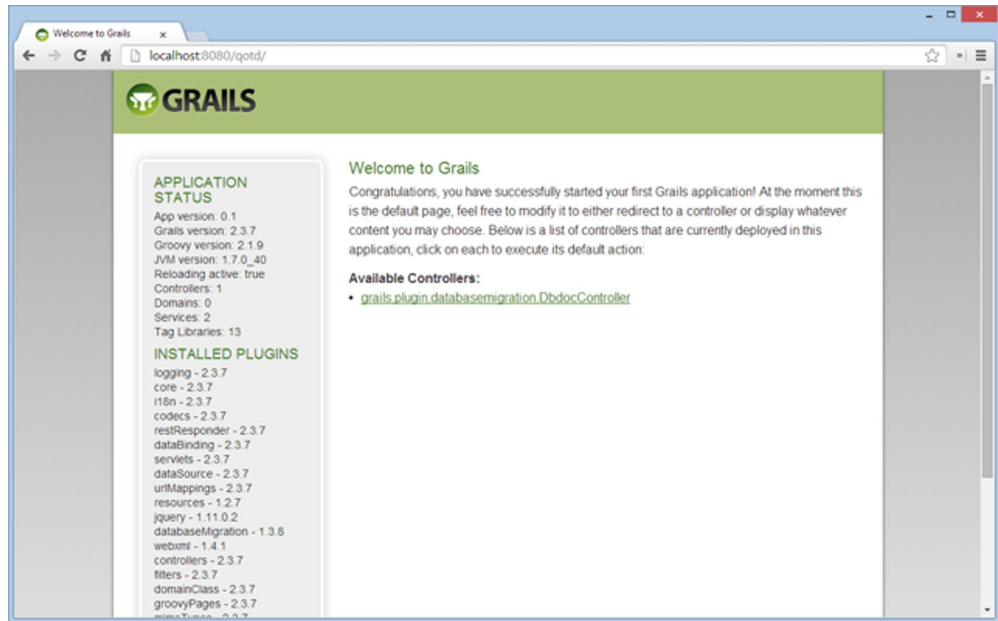 Welcome to Grails
localhost:8080/qotd/
GRAILS
APPLICATION
STATUS
App version: 0.1
Grails version: 2.3.7
Groovy version: 2.1.9
JVM version: 1.7.0_40
Reloading active: true
Controllers: 1
Domains: 0
Services: 2
Tag Libraries: 13
INSTALLED PLUGINS
logging - 2.3.7
core - 2.3.7
i18n - 2.3.7
codecs - 2.3.7
restResponder - 2.3.7
dataBinding - 2.3.7
servlets - 2.3.7
dataSource - 2.3.7
urlMappings - 2.3.7
resources - 1.2.7
jquery - 1.11.0.2
databaseMigration - 1.3.8
webxml - 1.4.1
controllers - 2.3.7
filters - 2.3.7
domainClass - 2.3.7
groovyPages - 2.3.7
Welcome to Grails
Congratulations, you have successfully started your first Grails application! At the moment this
is the default page, feel free to modify it to either redirect to a controller or display whatever
content you may choose. Below is a list of controllers that are currently deployed in this
application, click on each to execute its default action:
Available Controllers:
• grails.plugin.databasemigration.DbdocController